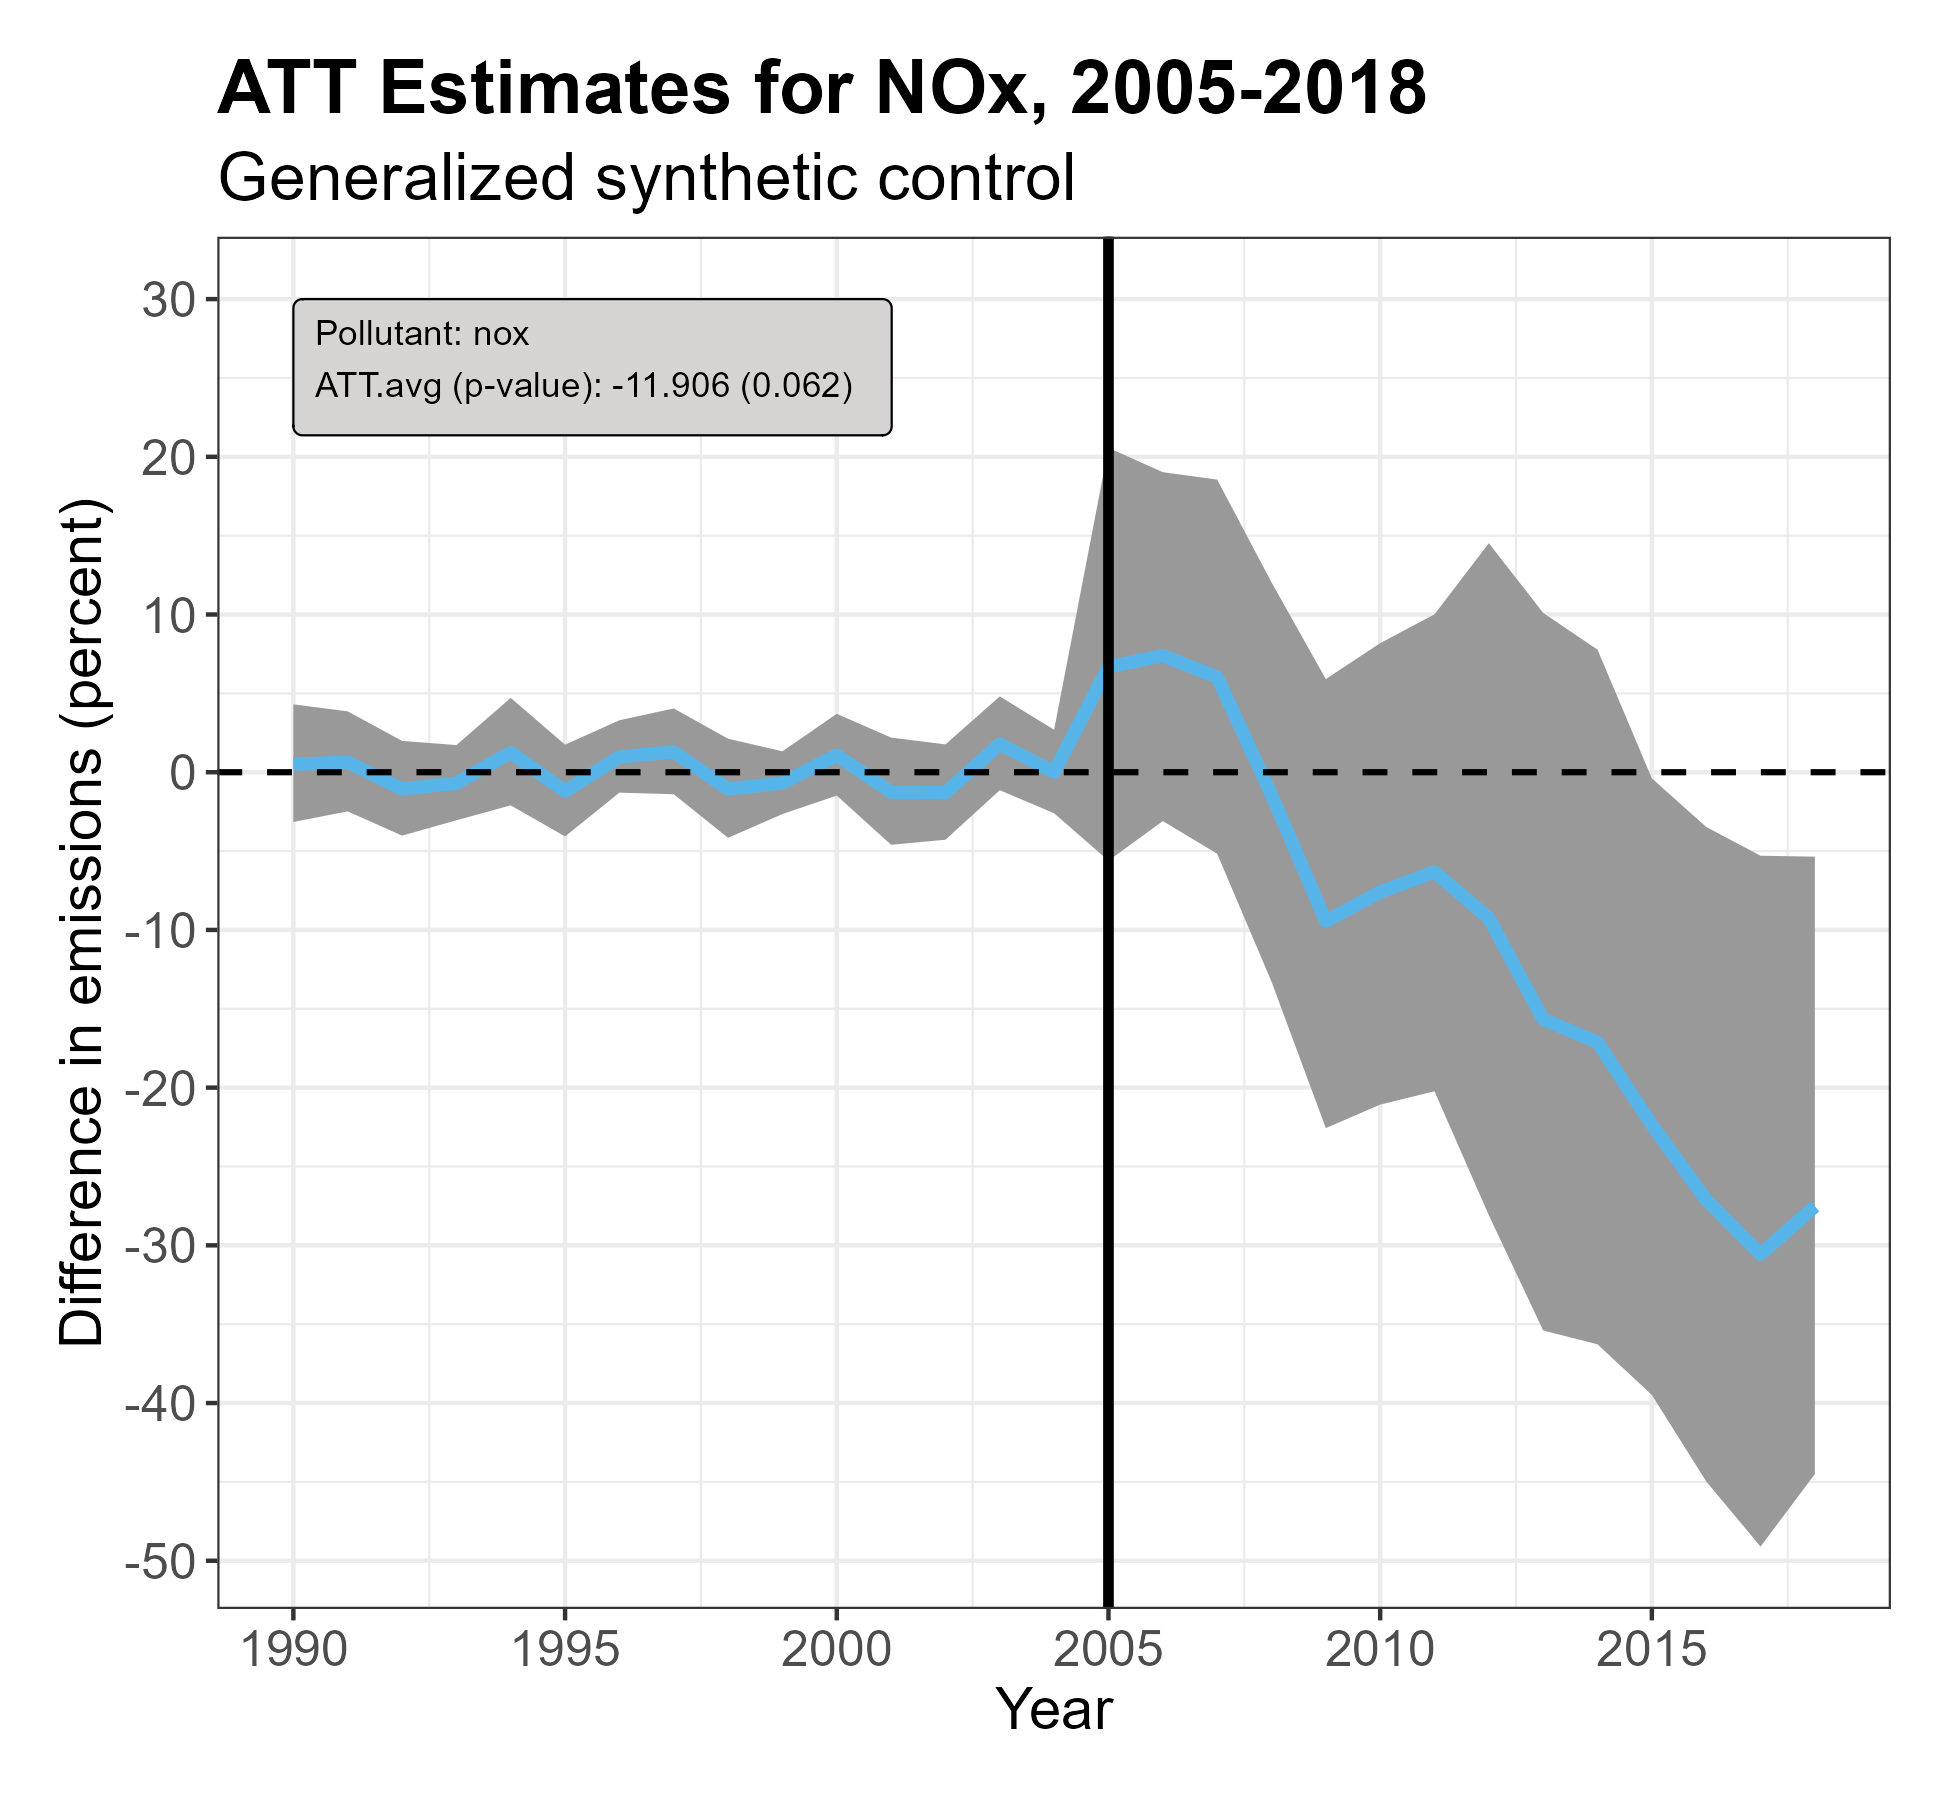 ATT Estimates for NOx, 2005-2018
Generalized synthetic control
Difference in emissions (percent)
30
20
10
0
-10
-20
-30
-40
-50
Pollutant: nox
ATT.avg (p-value): -11.906 (0.062)
1990 1995 2000 2005 2010 2015
Year